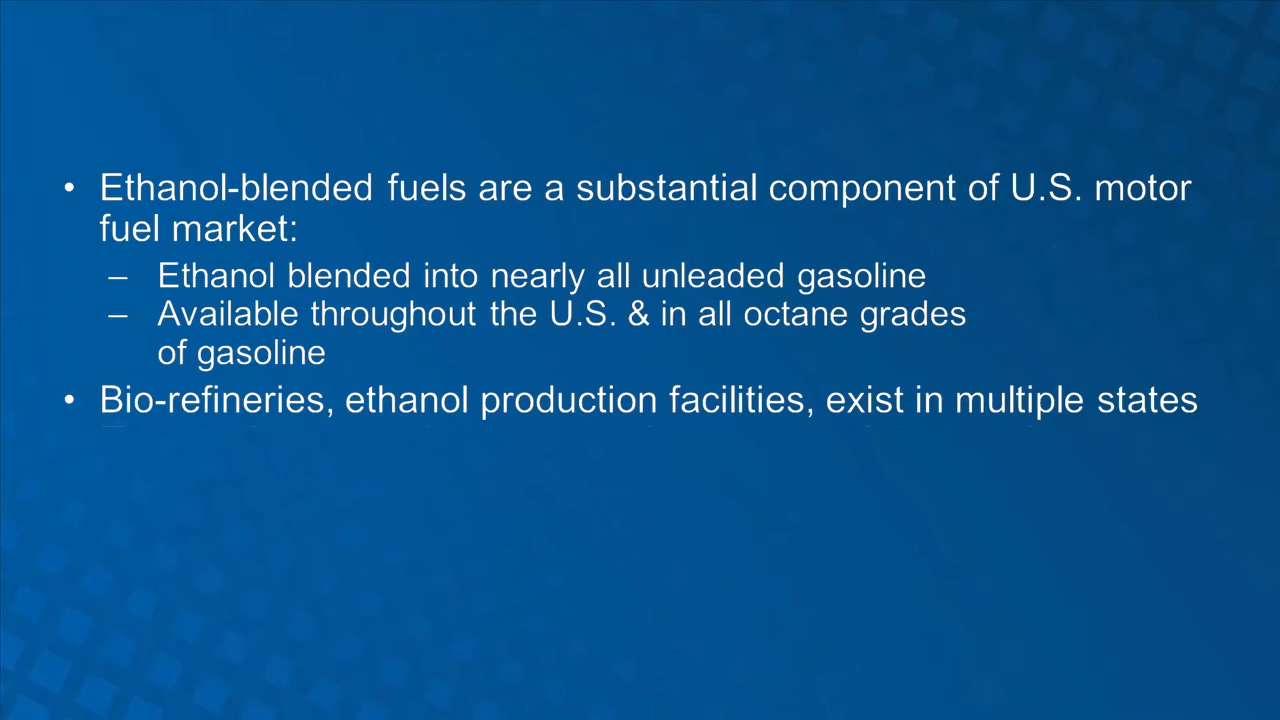 • Ethanol-blended fuels are a substantial component of U.S. motor
fuel market:
– Ethanol blended into nearly all unleaded gasoline
– Available throughout the U.S. & in all octane grades
of gasoline
• Bio-refineries, ethanol production facilities, exist in multiple states